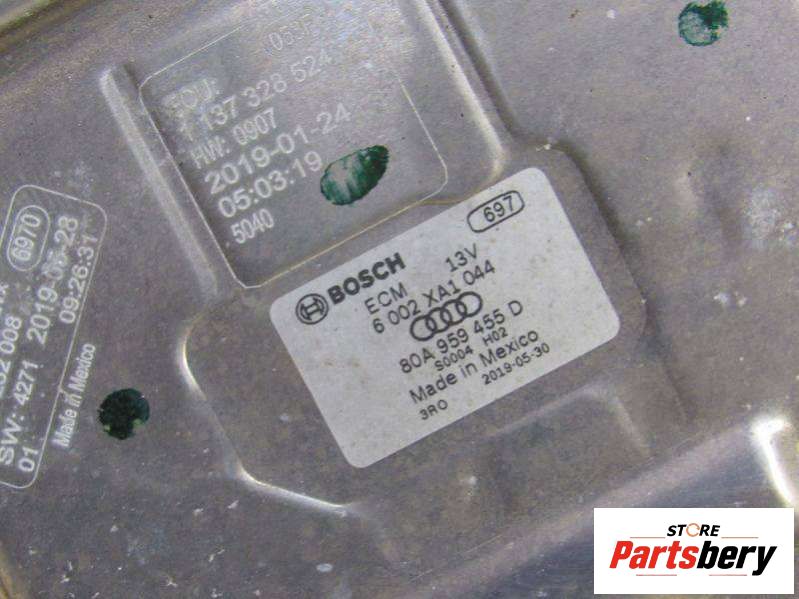 ECU:
1 137 328 524
HW: 0907
2019-01-24
05:03:19
5040
6970
008
SW: 4271 2019-
01 09:26:31
Made in Mexico
697
BOSCH
ECM 13V
6 002 XA1 044
80A 959 455 D
S0004 H02
Made in Mexico
3RO 2019-05-30
STORE
Partsbery